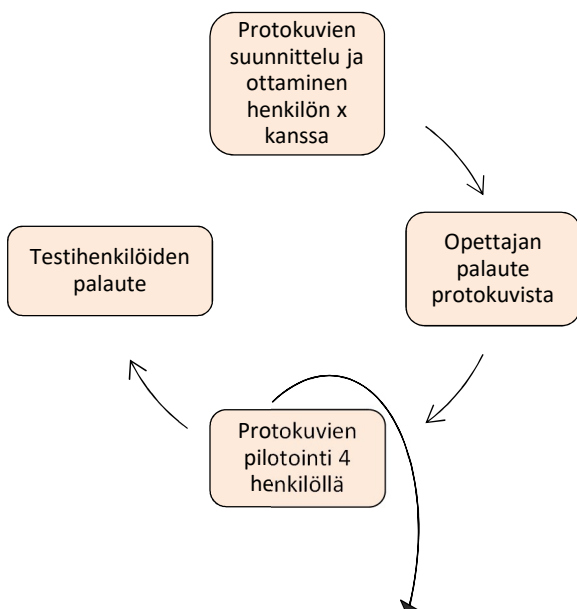 Protokuvien
suunnittelu ja
ottaminen
henkilön x
kanssa
Opettajan
palaute
protokuvista
Protokuvien
pilotointi 4
henkilöllä
Testihenkilöiden
palaute